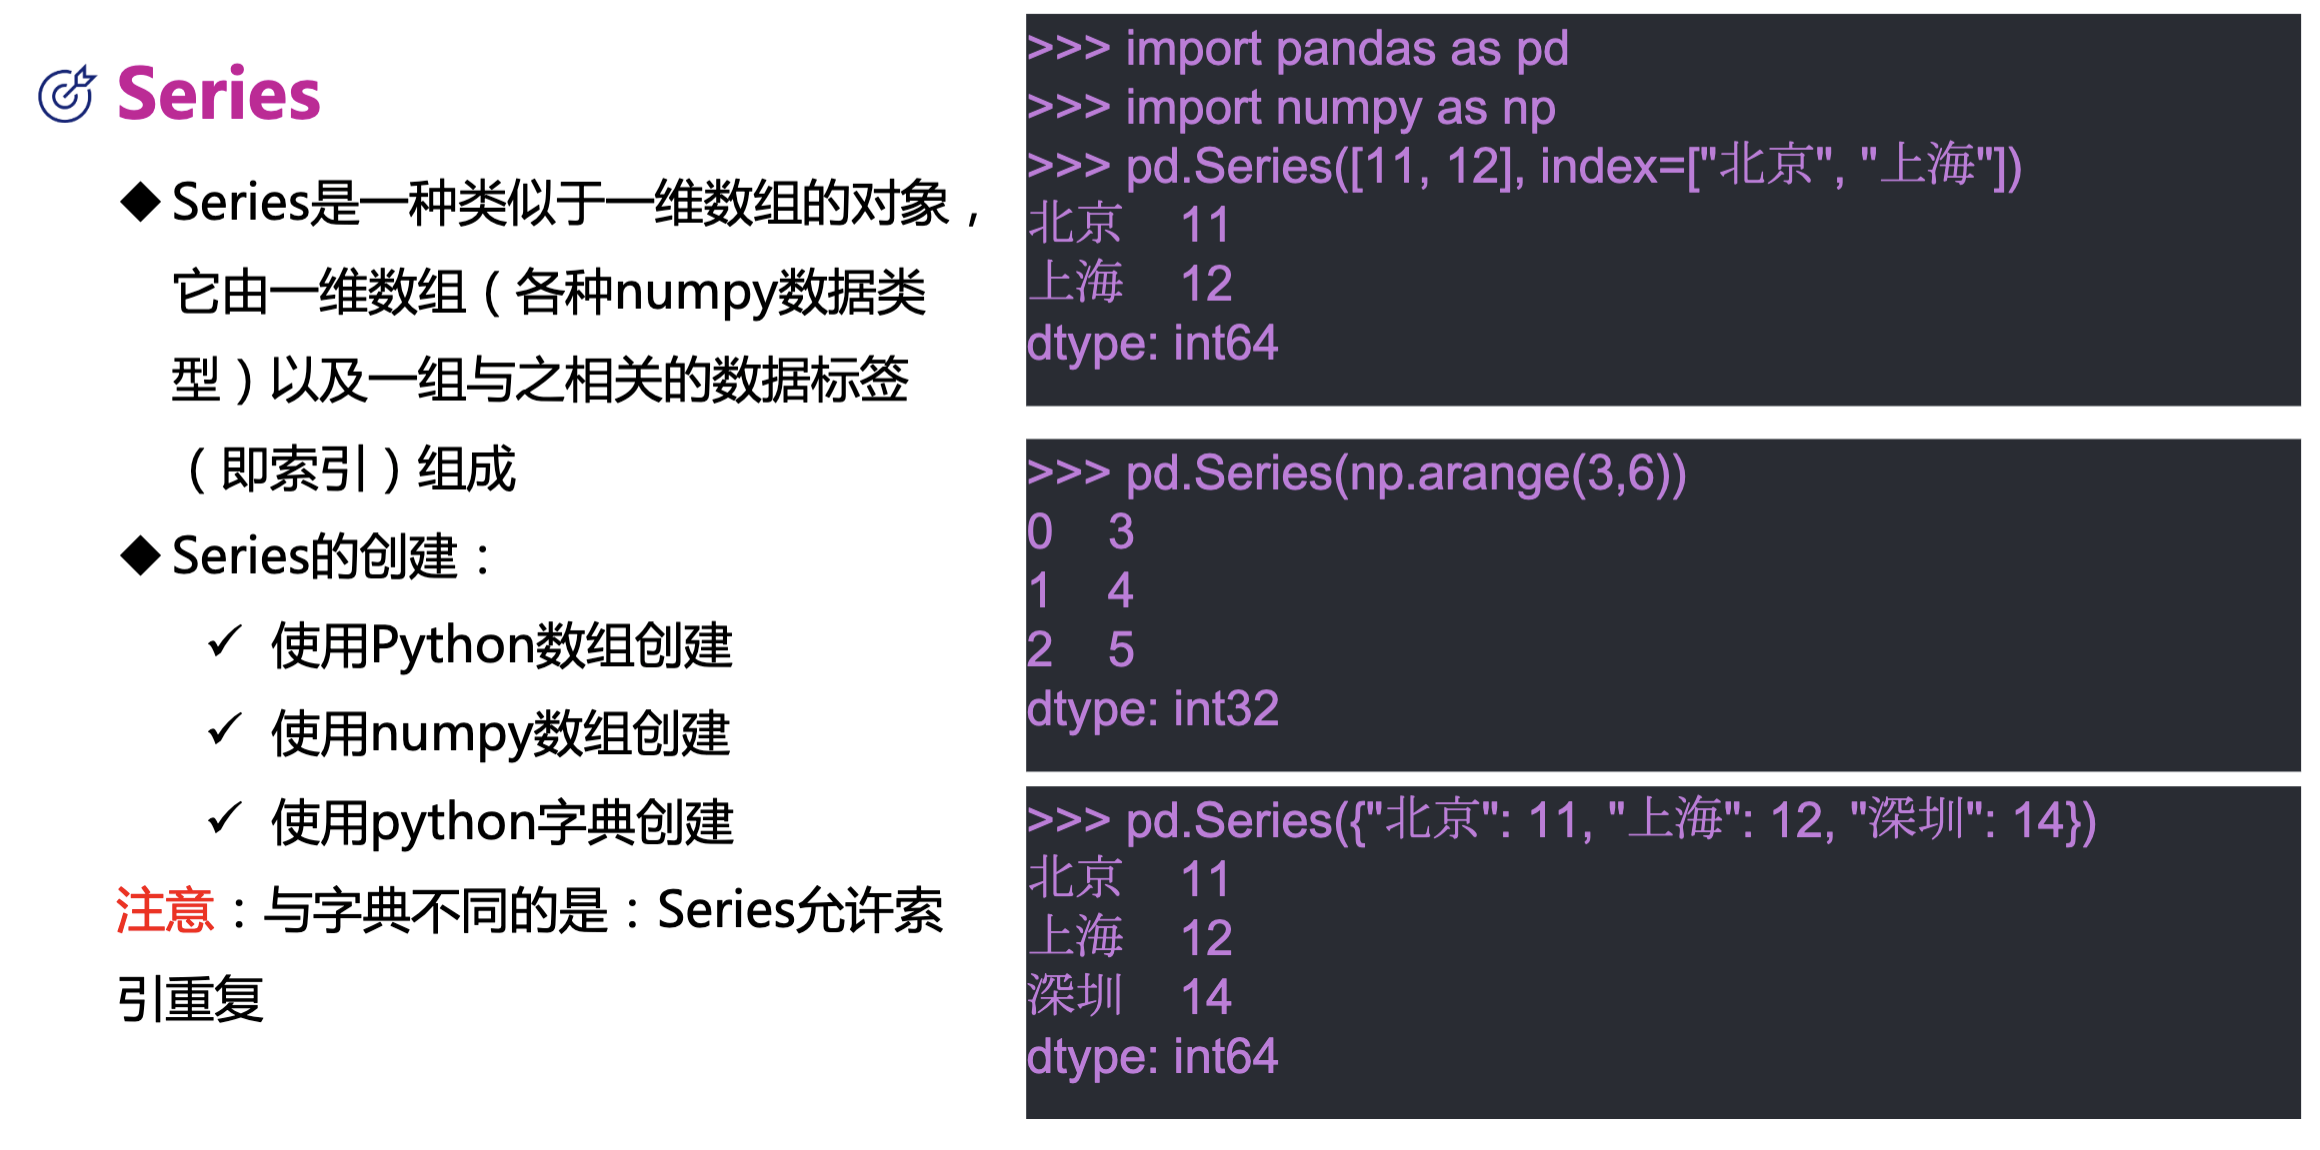 Series
Series是一种类似于一维数组的对象，
它由一维数组（各种numpy数据类
型）以及一组与之相关的数据标签
（即索引）组成
Series的创建：
使用Python数组创建
使用numpy数组创建
使用python字典创建
注意：与字典不同的是：Series允许索
引重复
>>> import pandas as pd
>>> import numpy as np
>>> pd.Series([11, 12], index=["北京", "上海"])
北京    11
上海    12
dtype: int64
>>> pd.Series(np.arange(3,6))
0    3
1    4
2    5
dtype: int32
>>> pd.Series({"北京": 11, "上海": 12, "深圳": 14})
北京    11
上海    12
深圳    14
dtype: int64